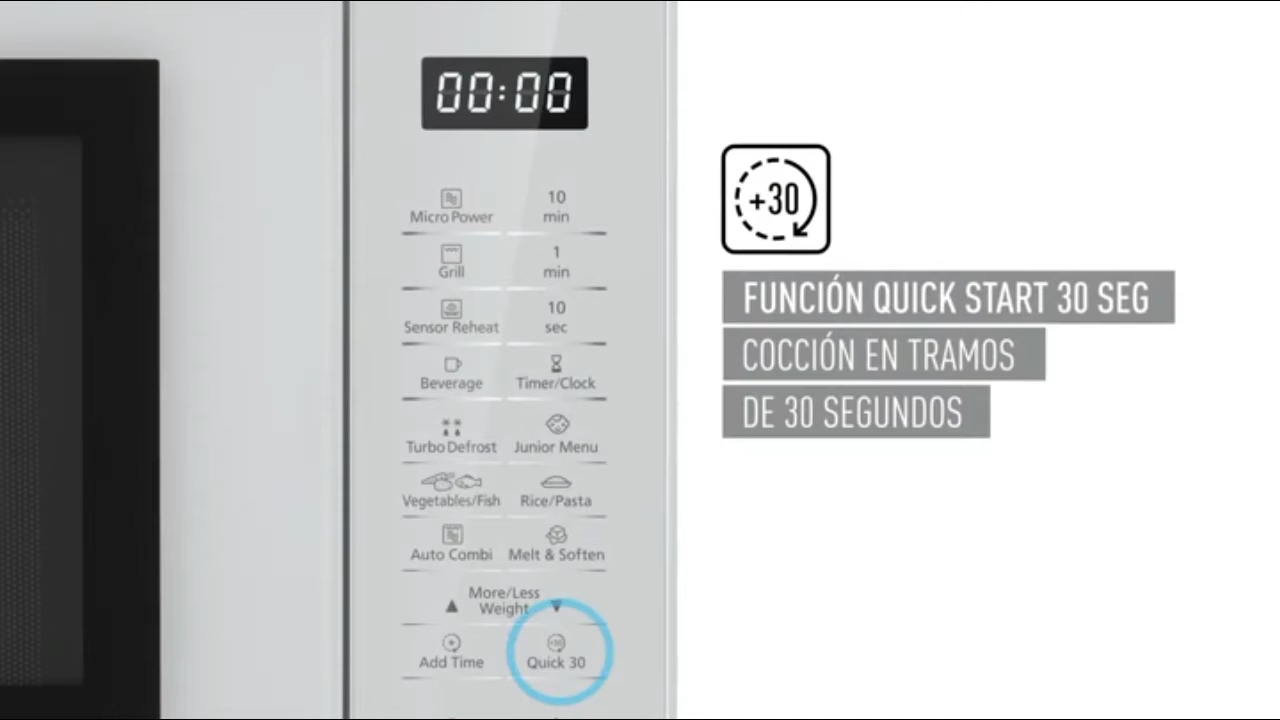 00:00
Micro Power
10
min
Grill
1
min
Sensor Reheat
10
sec
Beverage
Timer/Clock
Turbo Defrost
Junior Menu
Vegetables/Fish
Rice/Pasta
Auto Combi
Melt & Soften
More/Less
Weight
Add Time
+30
Quick 30
+30
FUNCIÓN QUICK START 30 SEG
COCCIÓN EN TRAMOS
DE 30 SEGUNDOS